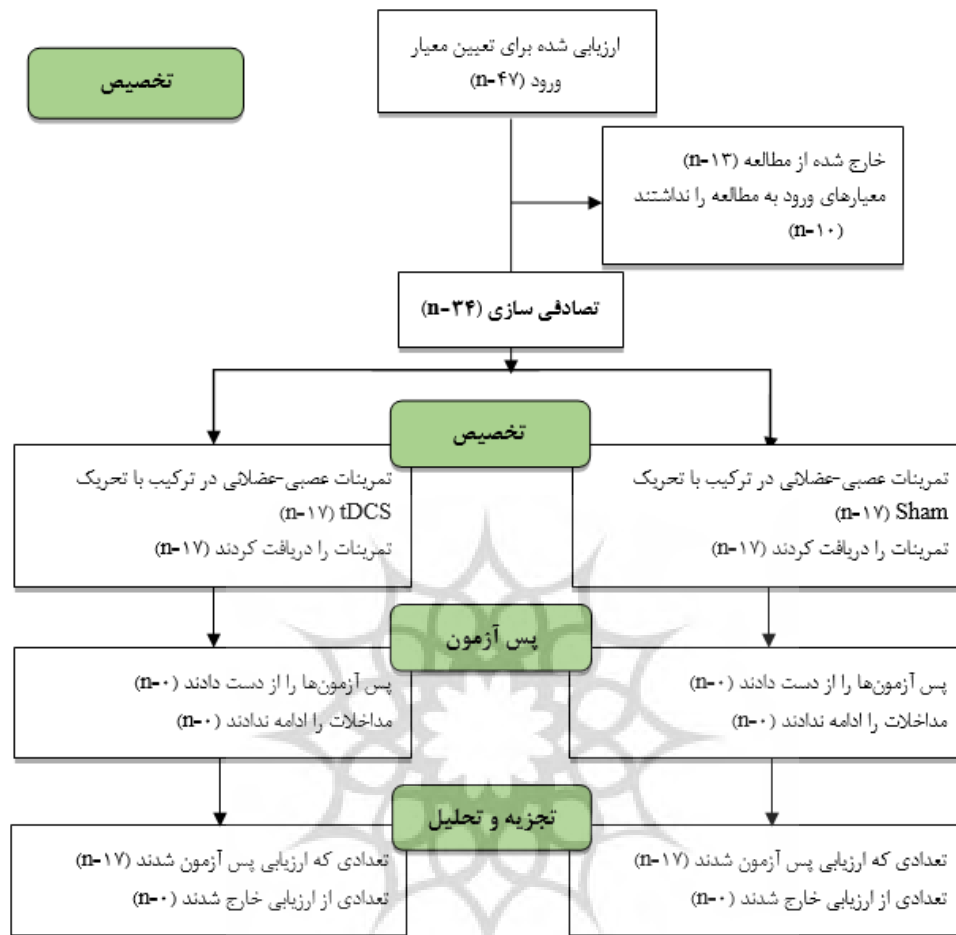 ارزیابی شده برای تعیین معیار
ورود (n-۴۷)
تخصیص
خارج شده از مطالعه (n-۱۳)
معیارهای ورود به مطالعه را نداشتند
(n-۱۰)
تصادفی سازی (n-۳۴)
تخصیص
تمرینات عصبی-عضلائی در ترکیب با تحریک
Sham (n-۱۷)
تمرینات را دریافت کردند (n-۱۷)
تمرینات عصبی-عضلائی در ترکیب با تحریک
tDCS (n-۱۷)
تمرینات را دریافت کردند (n-۱۷)
پس آزمون
پس آزمون‌ها را از دست دادند (n-۰)
مداخلات را ادامه ندادند (n-۰)
پس آزمون‌ها را از دست دادند (n-۰)
مداخلات را ادامه ندادند (n-۰)
تجزیه و تحلیل
تعدادی که ارزیابی پس آزمون شدند (n-۱۷)
تعدادی از ارزیابی خارج شدند (n-۰)
تعدادی که ارزیابی پس آزمون شدند (n-۱۷)
تعدادی از ارزیابی خارج شدند (n-۰)